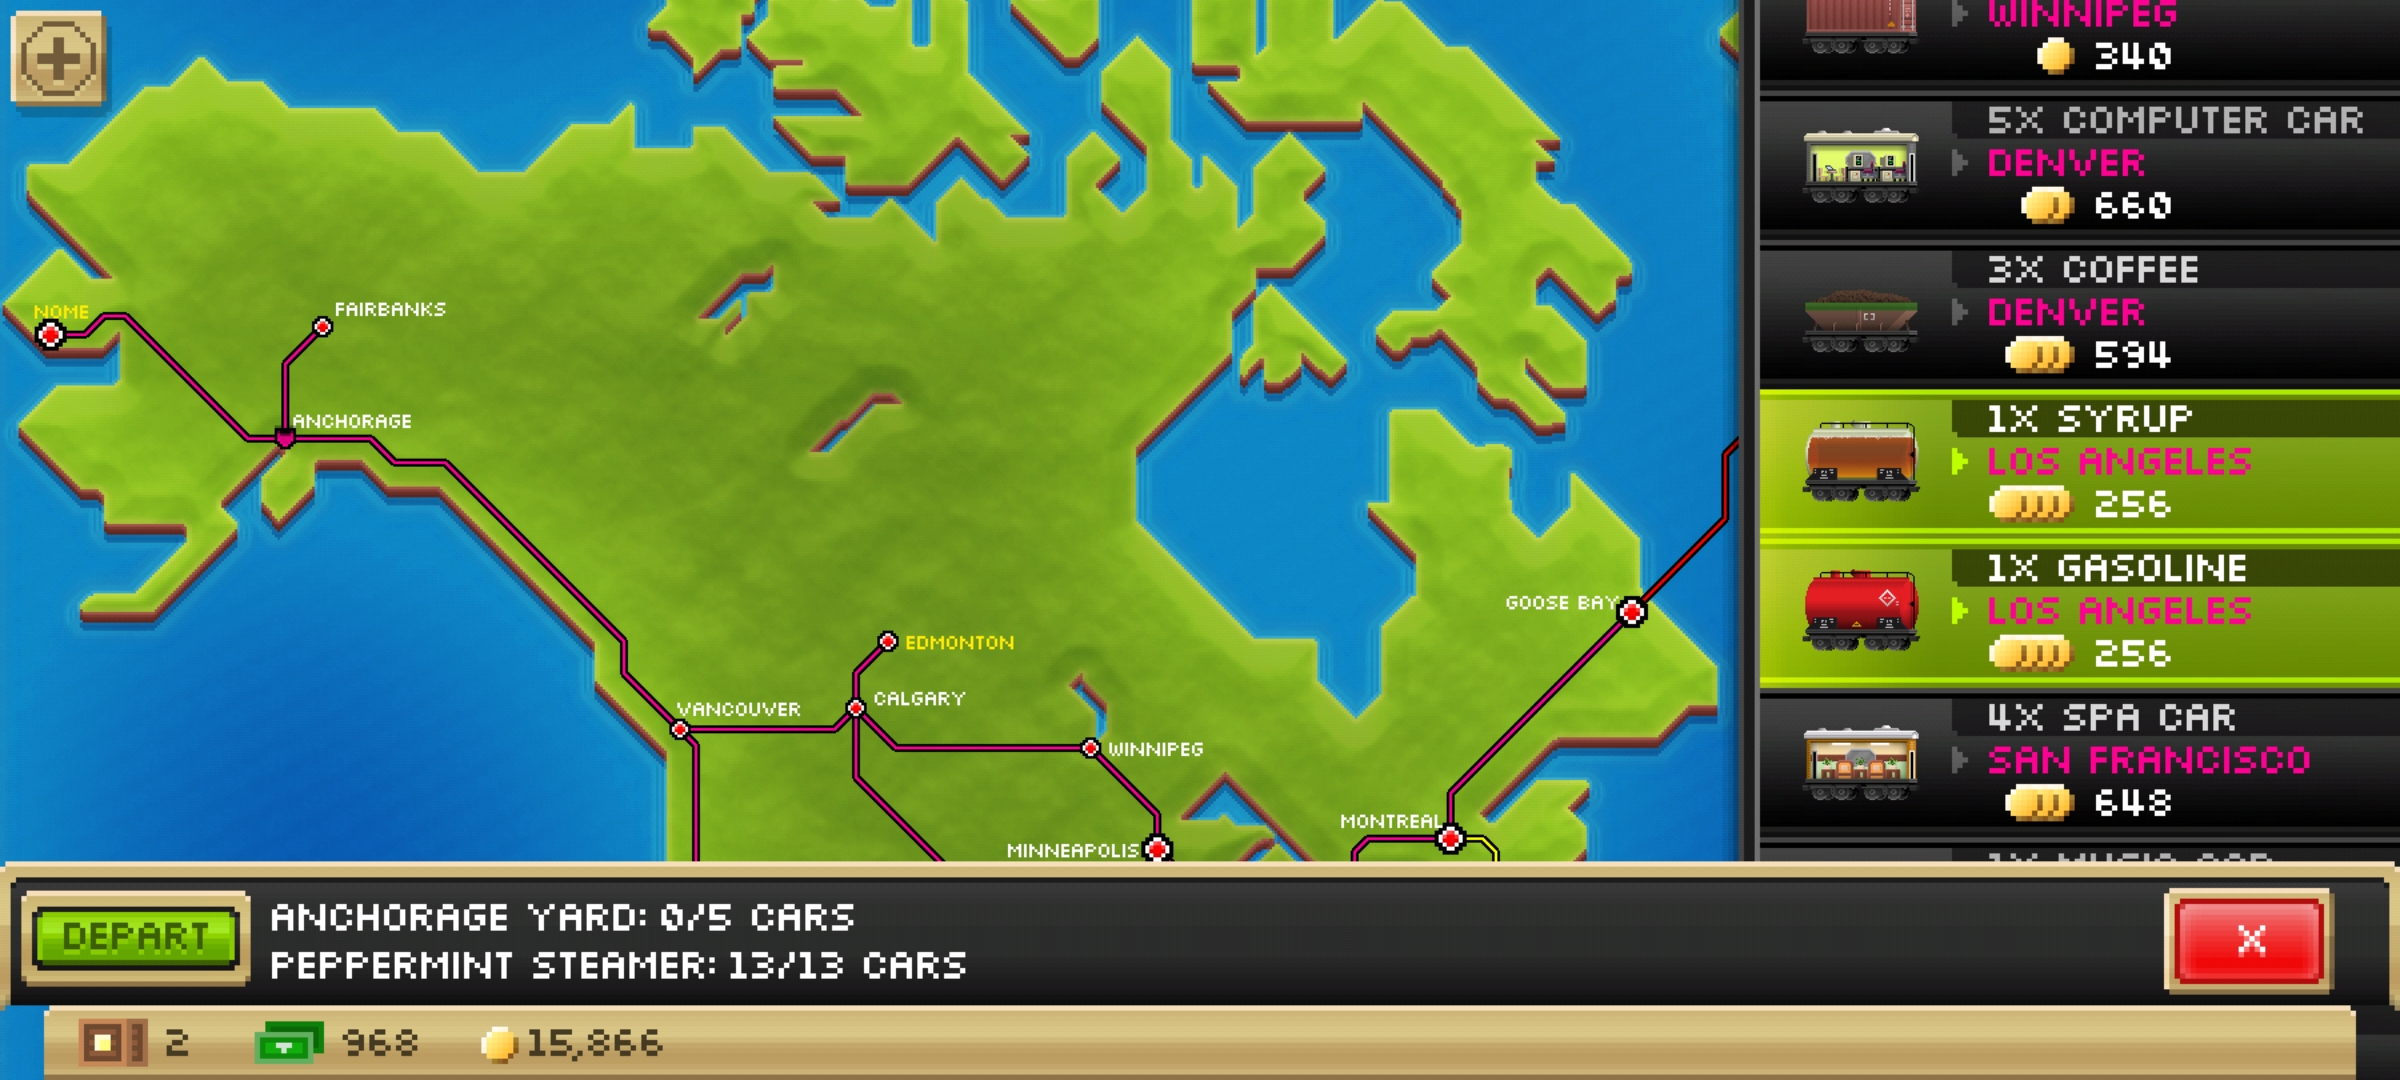 NOME
FAIRBANKS
ANCHORAGE
EDMONTON
CALGARY
VANCOUVER
WINNIPEG
MINNEAPOLIS
MONTREAL
GOOSE BAY
WINNIPEG
340
5X COMPUTER CAR
DENVER
660
3X COFFEE
DENVER
594
1X SYRUP
LOS ANGELES
256
1X GASOLINE
LOS ANGELES
256
4X SPA CAR
SAN FRANCISCO
648
DEPART
ANCHORAGE YARD: 0/5 CARS
PEPPERMINT STEAMER: 13/13 CARS
X
2 968 15,866